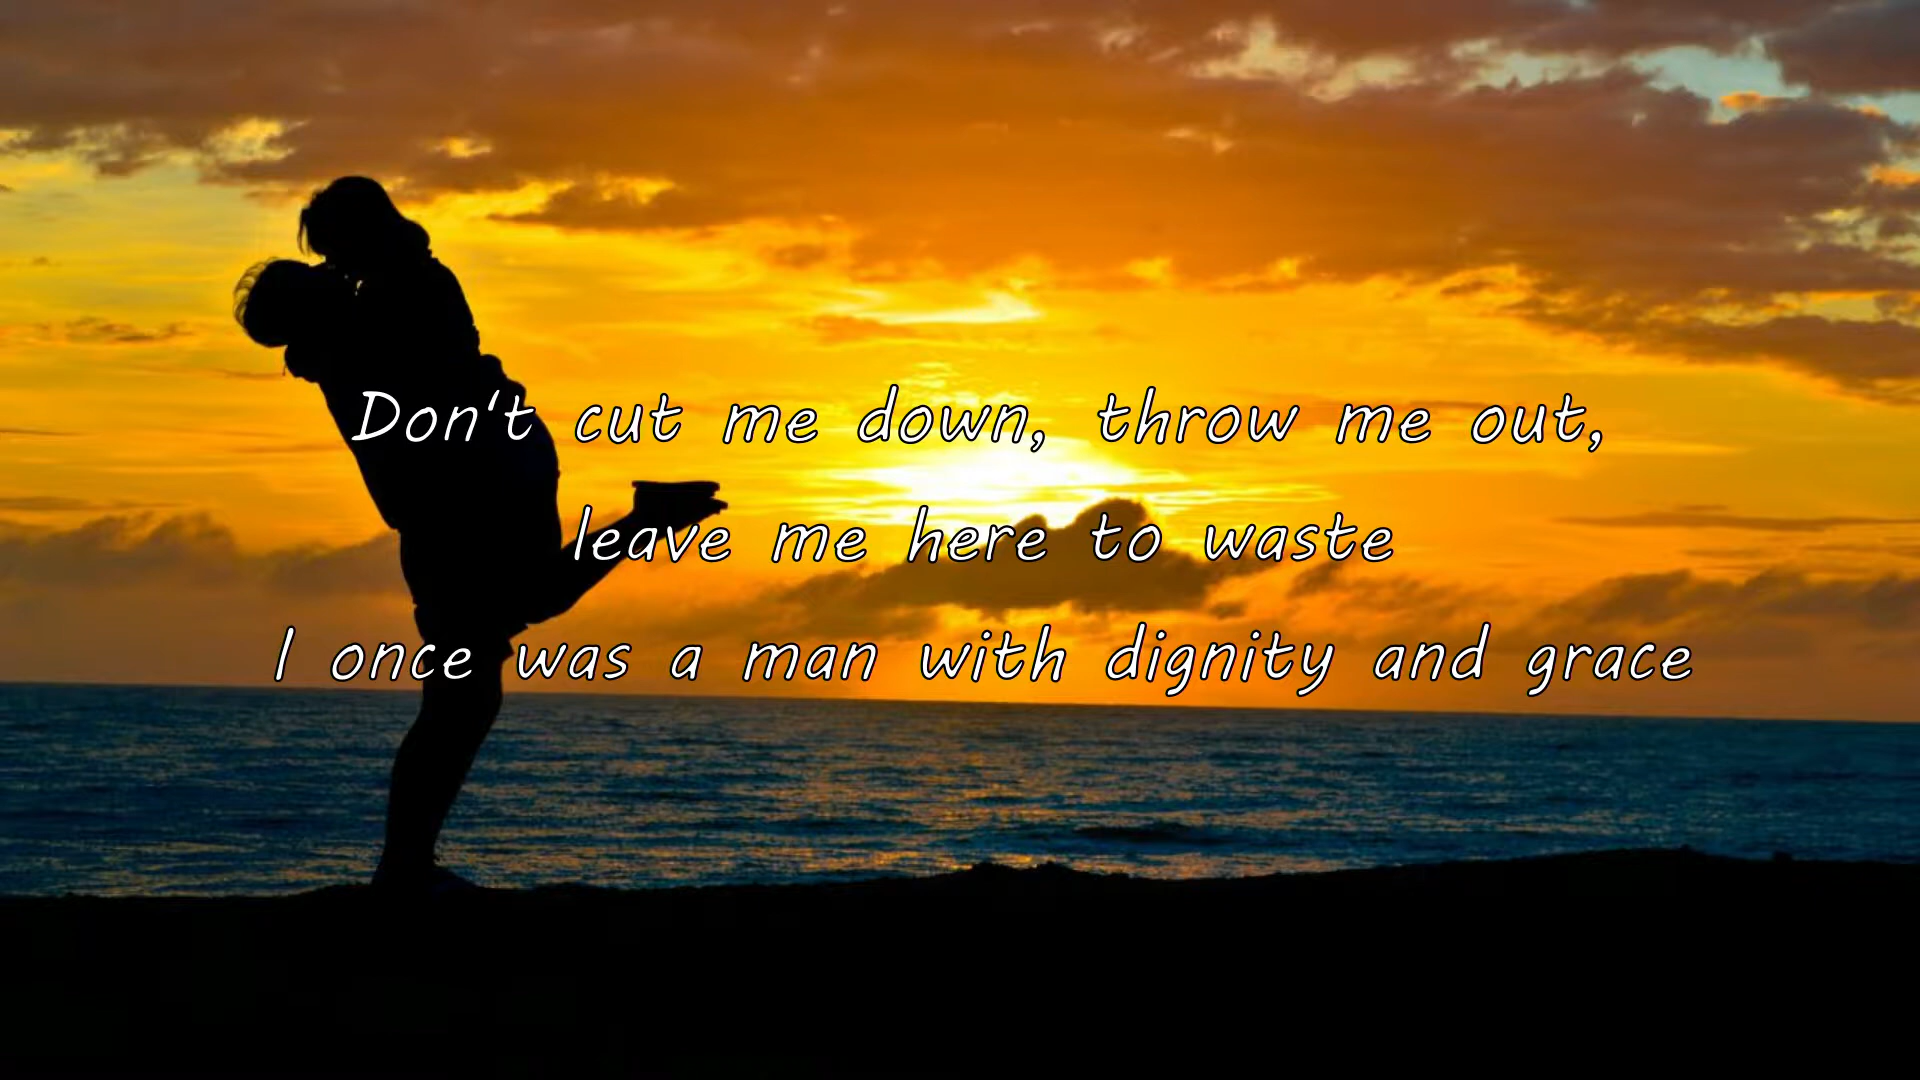 Don't cut me down, throw me out,
leave me here to waste
I once was a man with dignity and grace